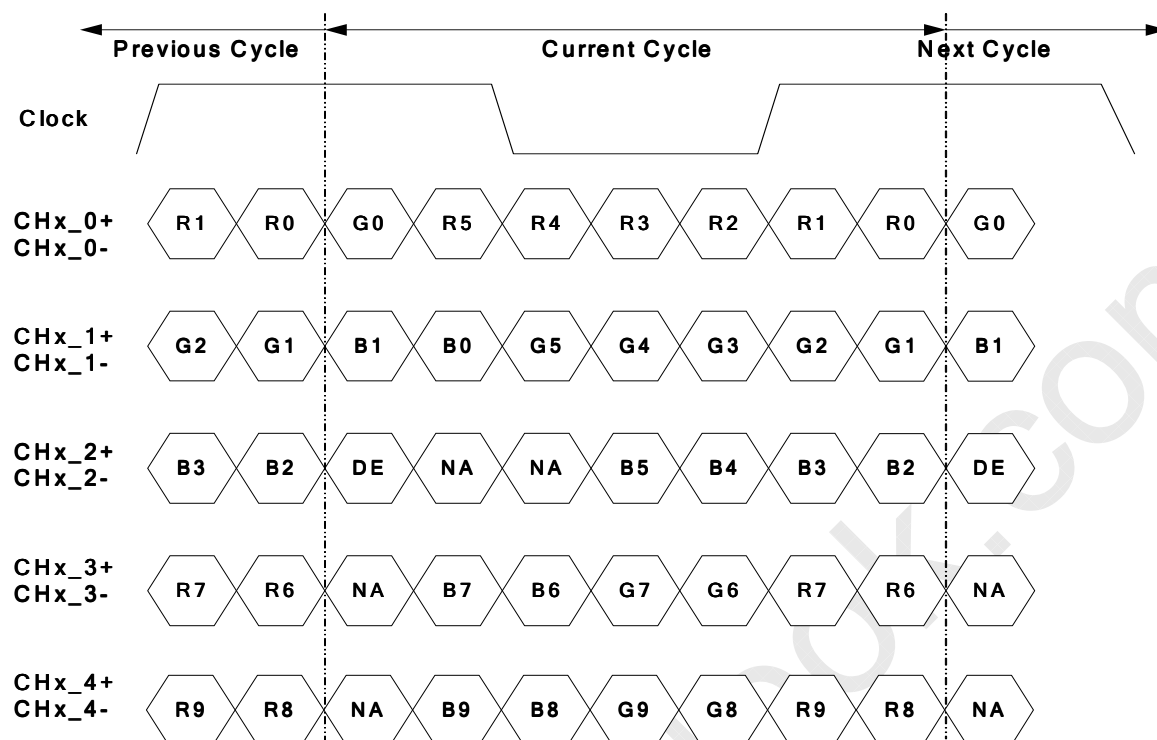 Previous Cycle Current Cycle Next Cycle
Clock
CHx_0+
CHx_0-
R1 R0 G0 R5 R4 R3 R2 R1 R0 G0
CHx_1+
CHx_1-
G2 G1 B1 B0 G5 G4 G3 G2 G1 B1
CHx_2+
CHx_2-
B3 B2 DE NA NA B5 B4 B3 B2 DE
CHx_3+
CHx_3-
R7 R6 NA B7 B6 G7 G6 R7 R6 NA
CHx_4+
CHx_4-
R9 R8 NA B9 B8 G9 G8 R9 R8 NA